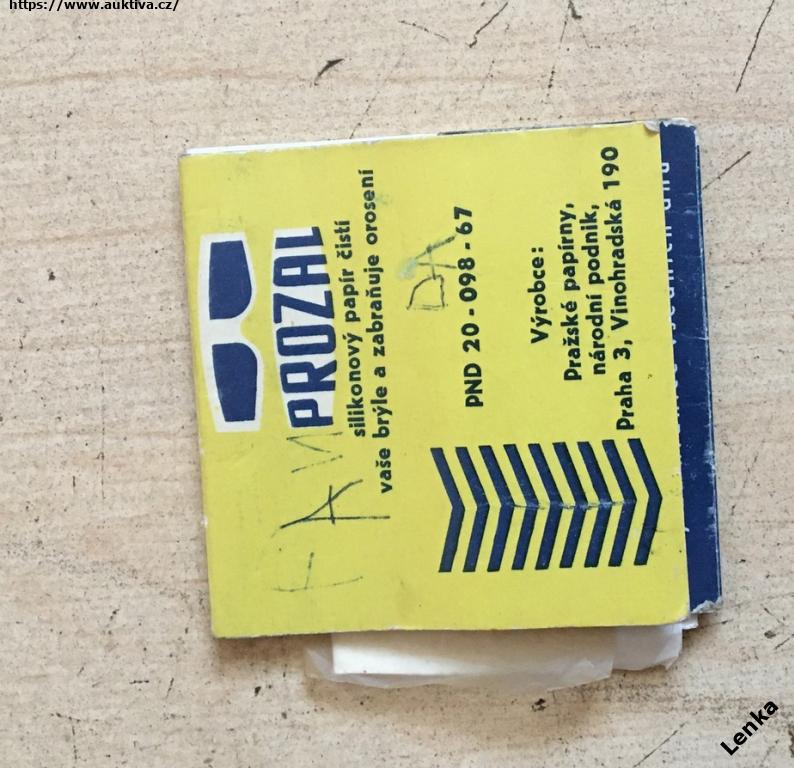 https://www.auktiva.cz/
PROZAL
silikonový papír čistí
vaše brýle a zabraňuje orosení
DA
PND 20-098-67
Výrobce:
Pražské papírny,
národní podnik,
Praha 3, Vinohradská 190
Lenka